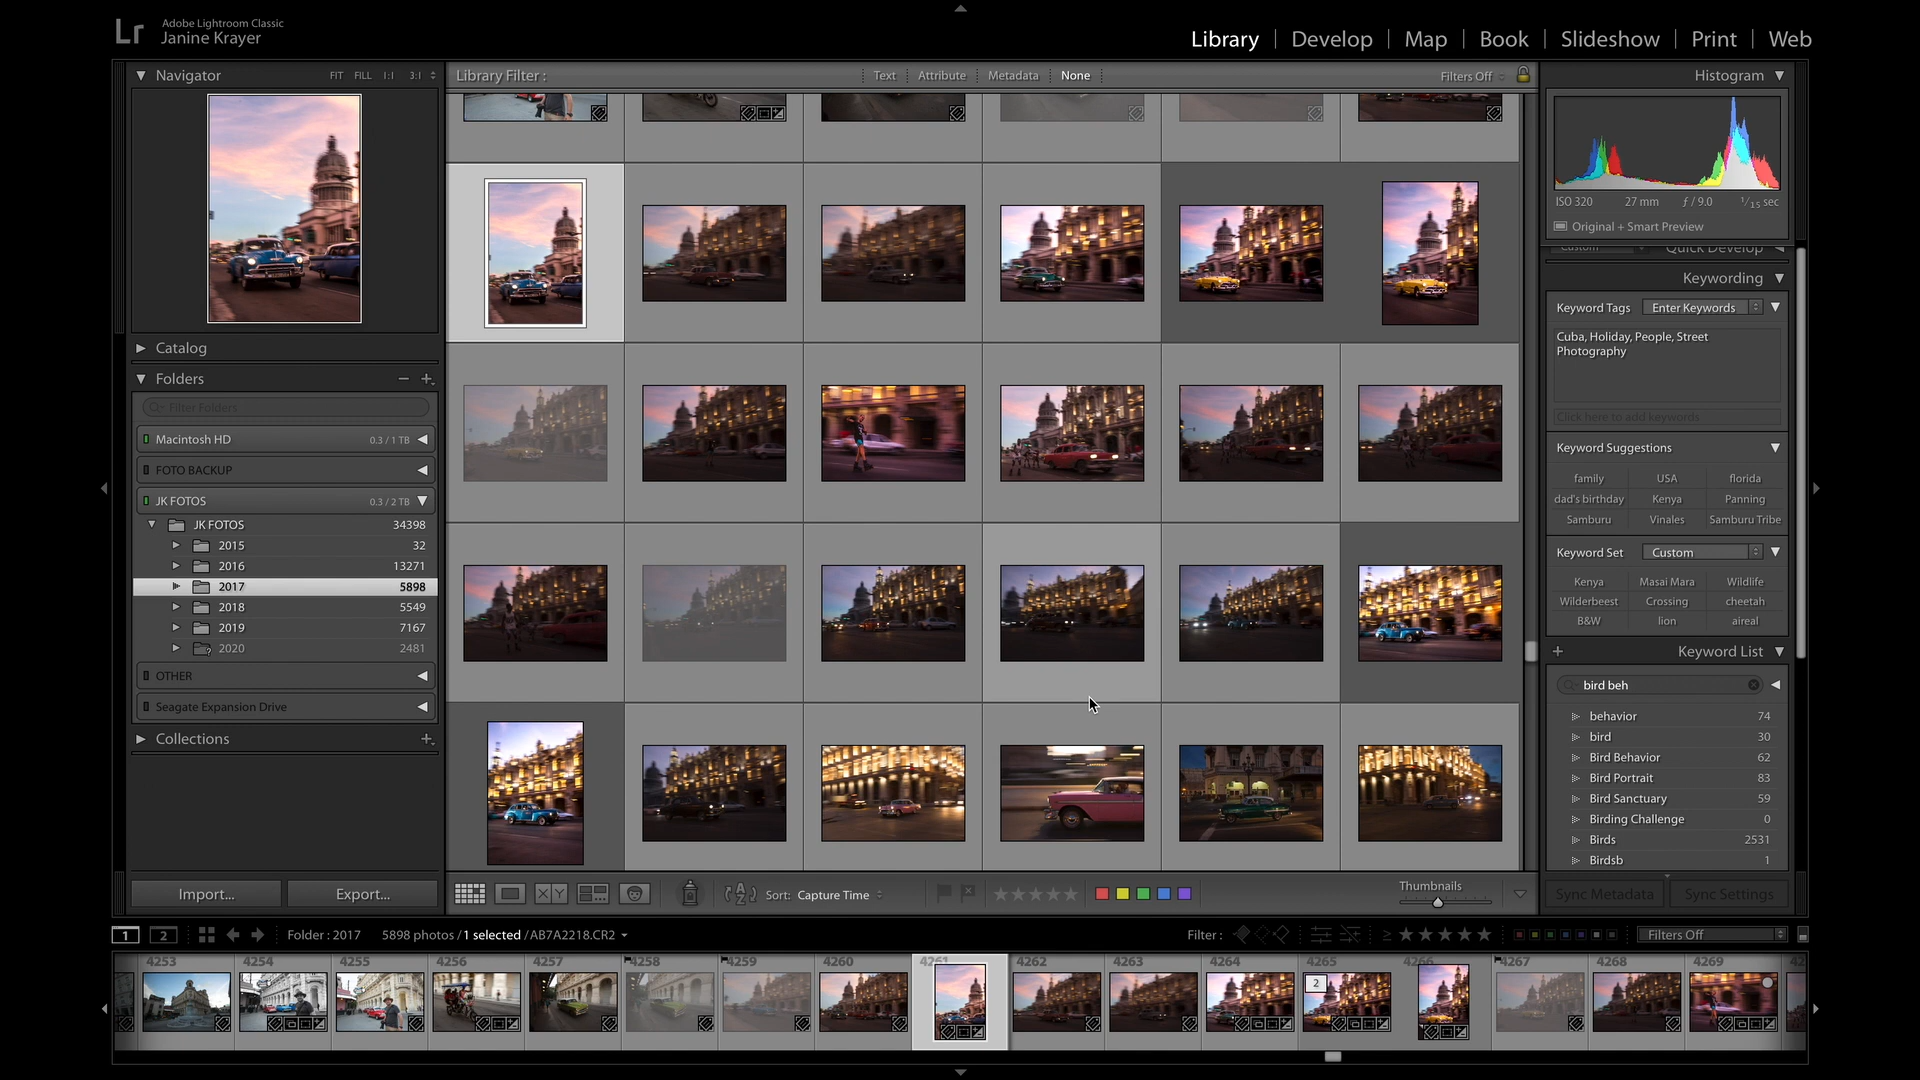 Lr
Adobe Lightroom Classic
Janine Krayer
Library | Develop | Map | Book | Slideshow | Print | Web
Navigator FIT FILL 1:1 3:1
Library Filter : Text Attribute Metadata None Filters Off
Histogram
ISO 320 27 mm ƒ / 9.0 1/15 sec
Original + Smart Preview
Custom Quick Develop
Keywording
Keyword Tags Enter Keywords
Cuba, Holiday, People, Street
Photography
Click here to add keywords
Keyword Suggestions
family USA florida
dad's birthday Kenya Panning
Samburu Vinales Samburu Tribe
Keyword Set Custom
Kenya Masai Mara Wildlife
Wilderbeest Crossing cheetah
B&W lion aireal
+ Keyword List
bird beh
behavior 74
bird 30
Bird Behavior 62
Bird Portrait 83
Bird Sanctuary 59
Birding Challenge 0
Birds 2531
Birdsb 1
Sync Metadata Sync Settings
Catalog
Folders
Filter Folders
Macintosh HD 0.3 / 1 TB
FOTO BACKUP
JK FOTOS 0.3 / 2 TB
JK FOTOS 34398
2015 32
2016 13271
2017 5898
2018 5549
2019 7167
2020 2481
OTHER
Seagate Expansion Drive
Collections
Import... Export...
XY
Sort: Capture Time
Thumbnails
1 2 Folder : 2017 5898 photos / 1 selected / AB7A2218.CR2
Filter : Filters Off
4253 4254 4255 4256 4257 4258 4259 4260 4261 4262 4263 4264 4265 4266 4267 4268 4269
2